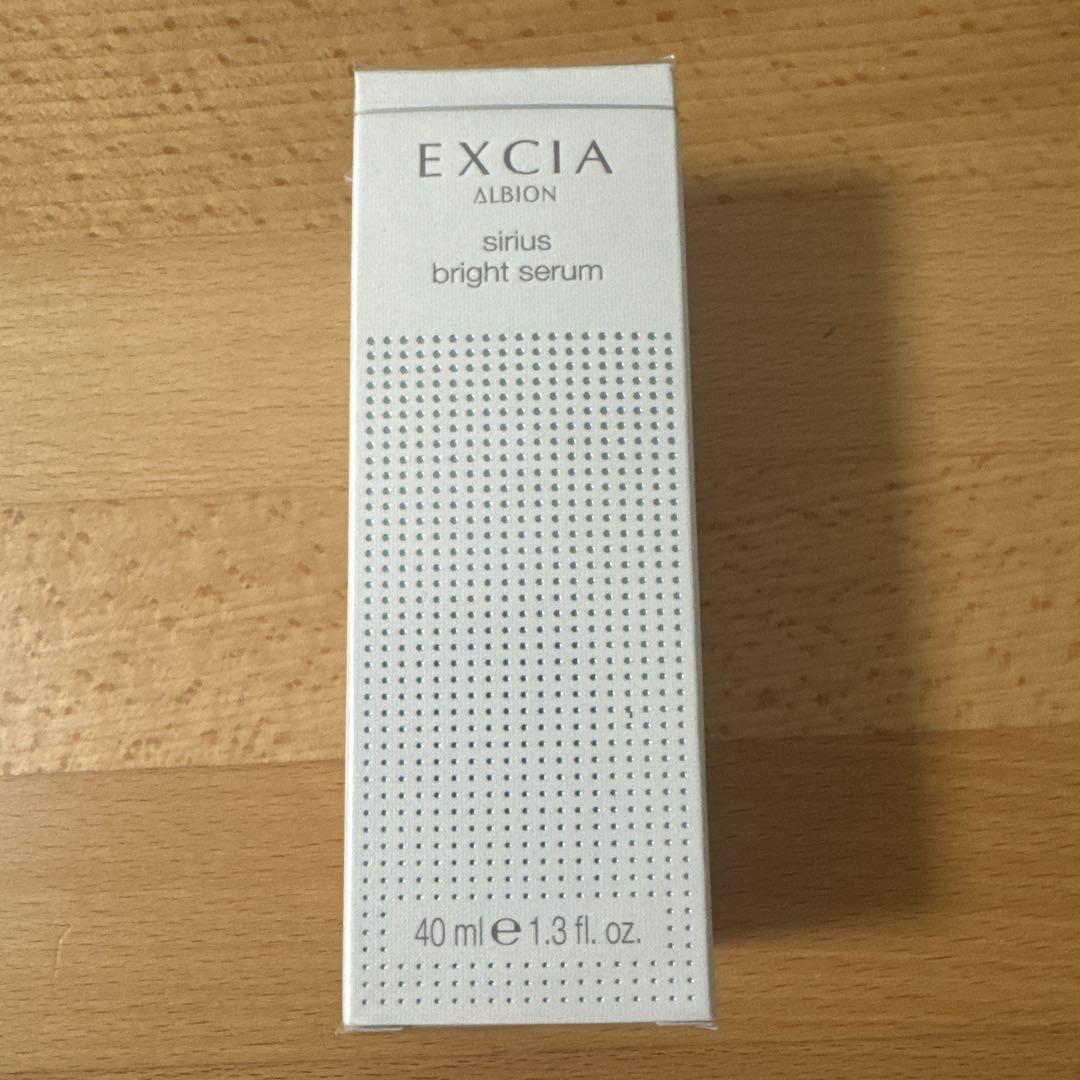 EXCIA
ALBION
sirius
bright serum
40 ml ℮ 1.3 fl. oz.